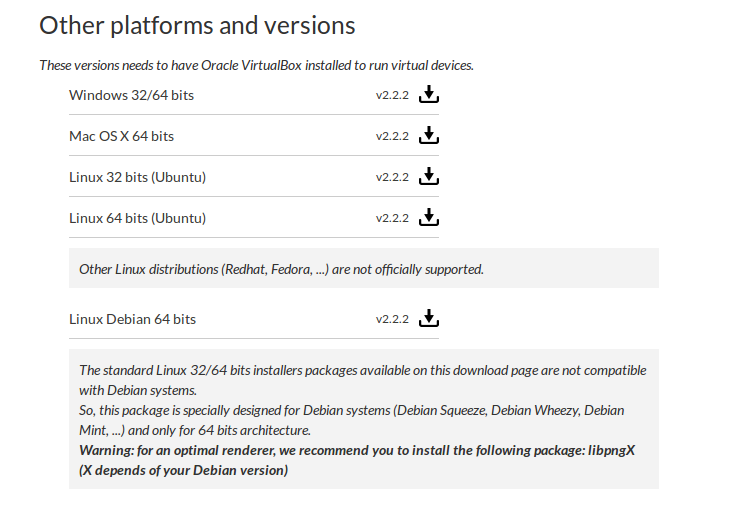 Other platforms and versions
These versions needs to have Oracle VirtualBox installed to run virtual devices.
Windows 32/64 bits v2.2.2
Mac OS X 64 bits v2.2.2
Linux 32 bits (Ubuntu) v2.2.2
Linux 64 bits (Ubuntu) v2.2.2
Other Linux distributions (Redhat, Fedora, ...) are not officially supported.
Linux Debian 64 bits v2.2.2
The standard Linux 32/64 bits installers packages available on this download page are not compatible
with Debian systems.
So, this package is specially designed for Debian systems (Debian Squeeze, Debian Wheezy, Debian
Mint, ...) and only for 64 bits architecture.
Warning: for an optimal renderer, we recommend you to install the following package: libpngX
(X depends of your Debian version)